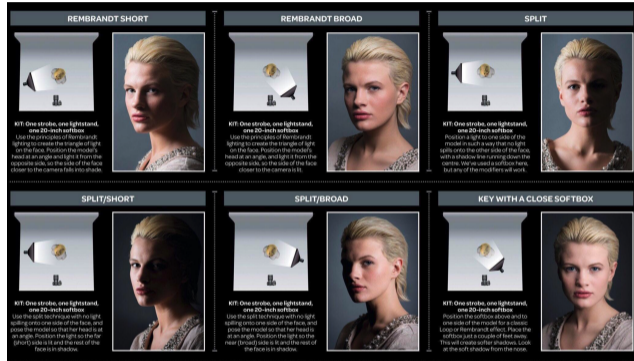 REMBRANDT SHORT
KIT: One strobe, one lightstand,
one 20-inch softbox
Use the principles of Rembrandt
lighting to create the triangle of light
on the face. Position the model's
head at an angle and light it from the
opposite side, so the side of the face
closer to the camera falls into shade.
REMBRANDT BROAD
KIT: One strobe, one lightstand,
one 20-inch softbox
Use the principles of Rembrandt
lighting to create the triangle of light
on the face. Position the model's
head at an angle, and light it from the
opposite side, so the side of the face
closer to the camera is lit.
SPLIT
KIT: One strobe, one lightstand,
one 20-inch softbox
Position a light to one side of the
model in such a way that no light
spills onto the other side of the face,
with a shadow line running down the
centre. We've used a softbox here,
but any of the modifiers will work.
SPLIT/SHORT
KIT: One strobe, one lightstand,
one 20-inch softbox
Use the split technique with no light
spilling onto one side of the face, and
pose the model so that her head is at
an angle. Position the light so the far
(short) side is lit and the rest of the
face is in shadow.
SPLIT/BROAD
KIT: One strobe, one lightstand,
one 20-inch softbox
Use the split technique with no light
spilling onto one side of the face, and
pose the model so that her head is
at an angle. Position the light so the
near (broad) side is lit and the rest of
the face is in shadow.
KEY WITH A CLOSE SOFTBOX
KIT: One strobe, one lightstand,
one 20-inch softbox
Position the softbox above and to
one side of the model for a classic
Loop or Rembrandt effect. Place the
softbox just a couple of feet away.
This will create softer shadows. Look
at the soft shadow from the nose.